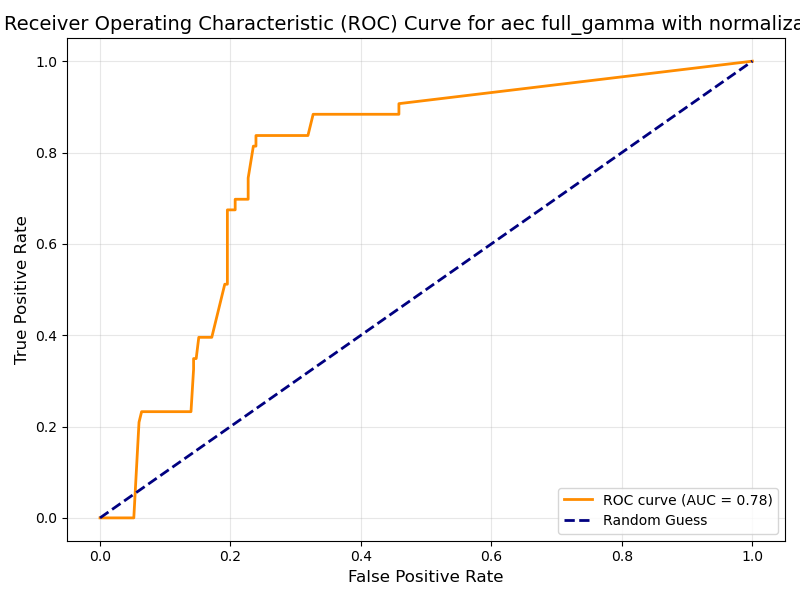 Receiver Operating Characteristic (ROC) Curve for aec full_gamma with normaliza
1.0
0.8
0.6
0.4
0.2
0.0
True Positive Rate
ROC curve (AUC = 0.78)
Random Guess
0.0 0.2 0.4 0.6 0.8 1.0
False Positive Rate